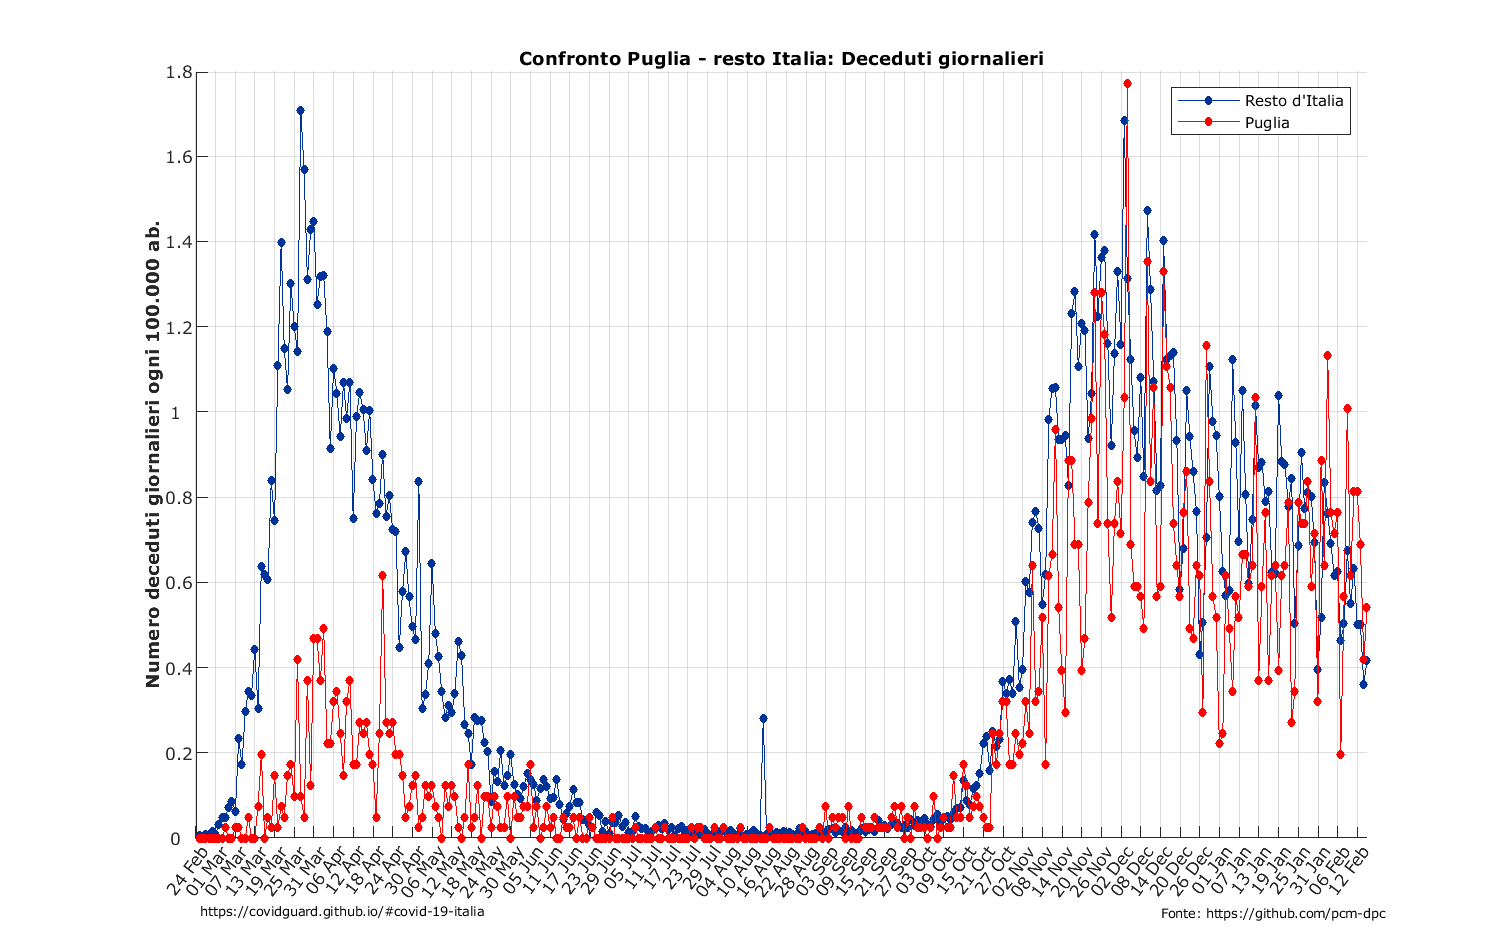 Confronto Puglia - resto Italia: Deceduti giornalieri
Resto d'Italia
Puglia
Numero deceduti giornalieri ogni 100.000 ab.
1.8
1.6
1.4
1.2
1
0.8
0.6
0.4
0.2
0
24 Feb
01 Mar
07 Mar
13 Mar
19 Mar
25 Mar
31 Mar
06 Apr
12 Apr
18 Apr
24 Apr
30 Apr
06 May
12 May
18 May
24 May
30 May
05 Jun
11 Jun
17 Jun
23 Jun
29 Jun
05 Jul
11 Jul
17 Jul
23 Jul
29 Jul
04 Aug
10 Aug
16 Aug
22 Aug
28 Aug
03 Sep
09 Sep
15 Sep
21 Sep
27 Sep
03 Oct
09 Oct
15 Oct
21 Oct
27 Oct
02 Nov
08 Nov
14 Nov
20 Nov
26 Nov
02 Dec
08 Dec
14 Dec
20 Dec
26 Dec
01 Jan
07 Jan
13 Jan
19 Jan
25 Jan
31 Jan
06 Feb
12 Feb
https://covidguard.github.io/#covid-19-italia
Fonte: https://github.com/pcm-dpc